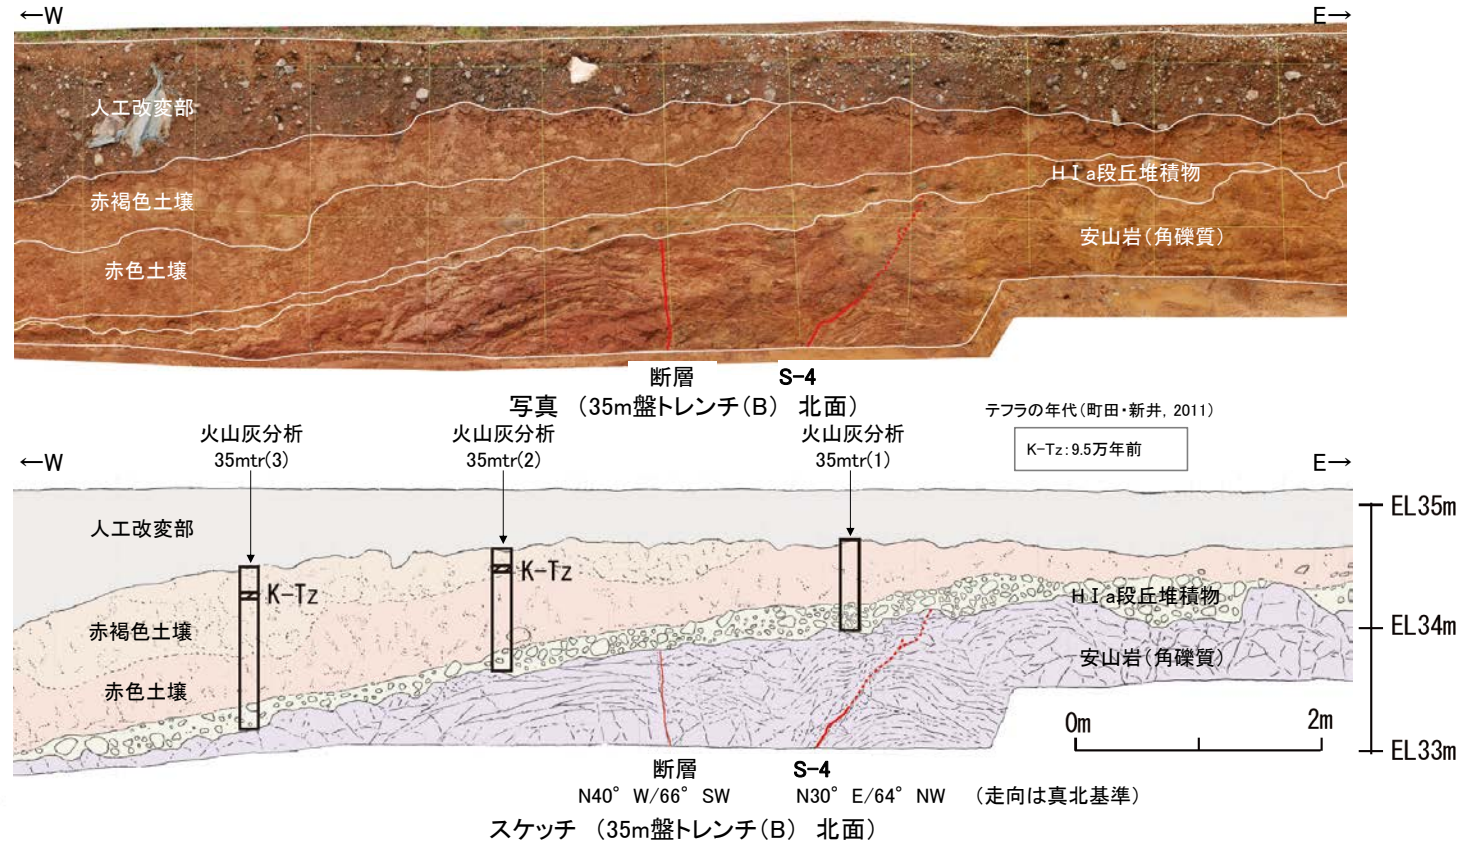 ←W
E→
人工改変部
HⅠa段丘堆積物
赤褐色土壌
安山岩(角礫質)
赤色土壌
断層
S-4
写真 (35m盤トレンチ(B) 北面)
テフラの年代(町田・新井, 2011)
K-Tz:9.5万年前
火山灰分析
35mtr(3)
火山灰分析
35mtr(2)
火山灰分析
35mtr(1)
←W
E→
EL35m
人工改変部
K-Tz
K-Tz
HⅠa段丘堆積物
赤褐色土壌
EL34m
安山岩(角礫質)
赤色土壌
0m
2m
EL33m
断層
S-4
N40°W/66°SW
N30°E/64°NW
(走向は真北基準)
スケッチ (35m盤トレンチ(B) 北面)